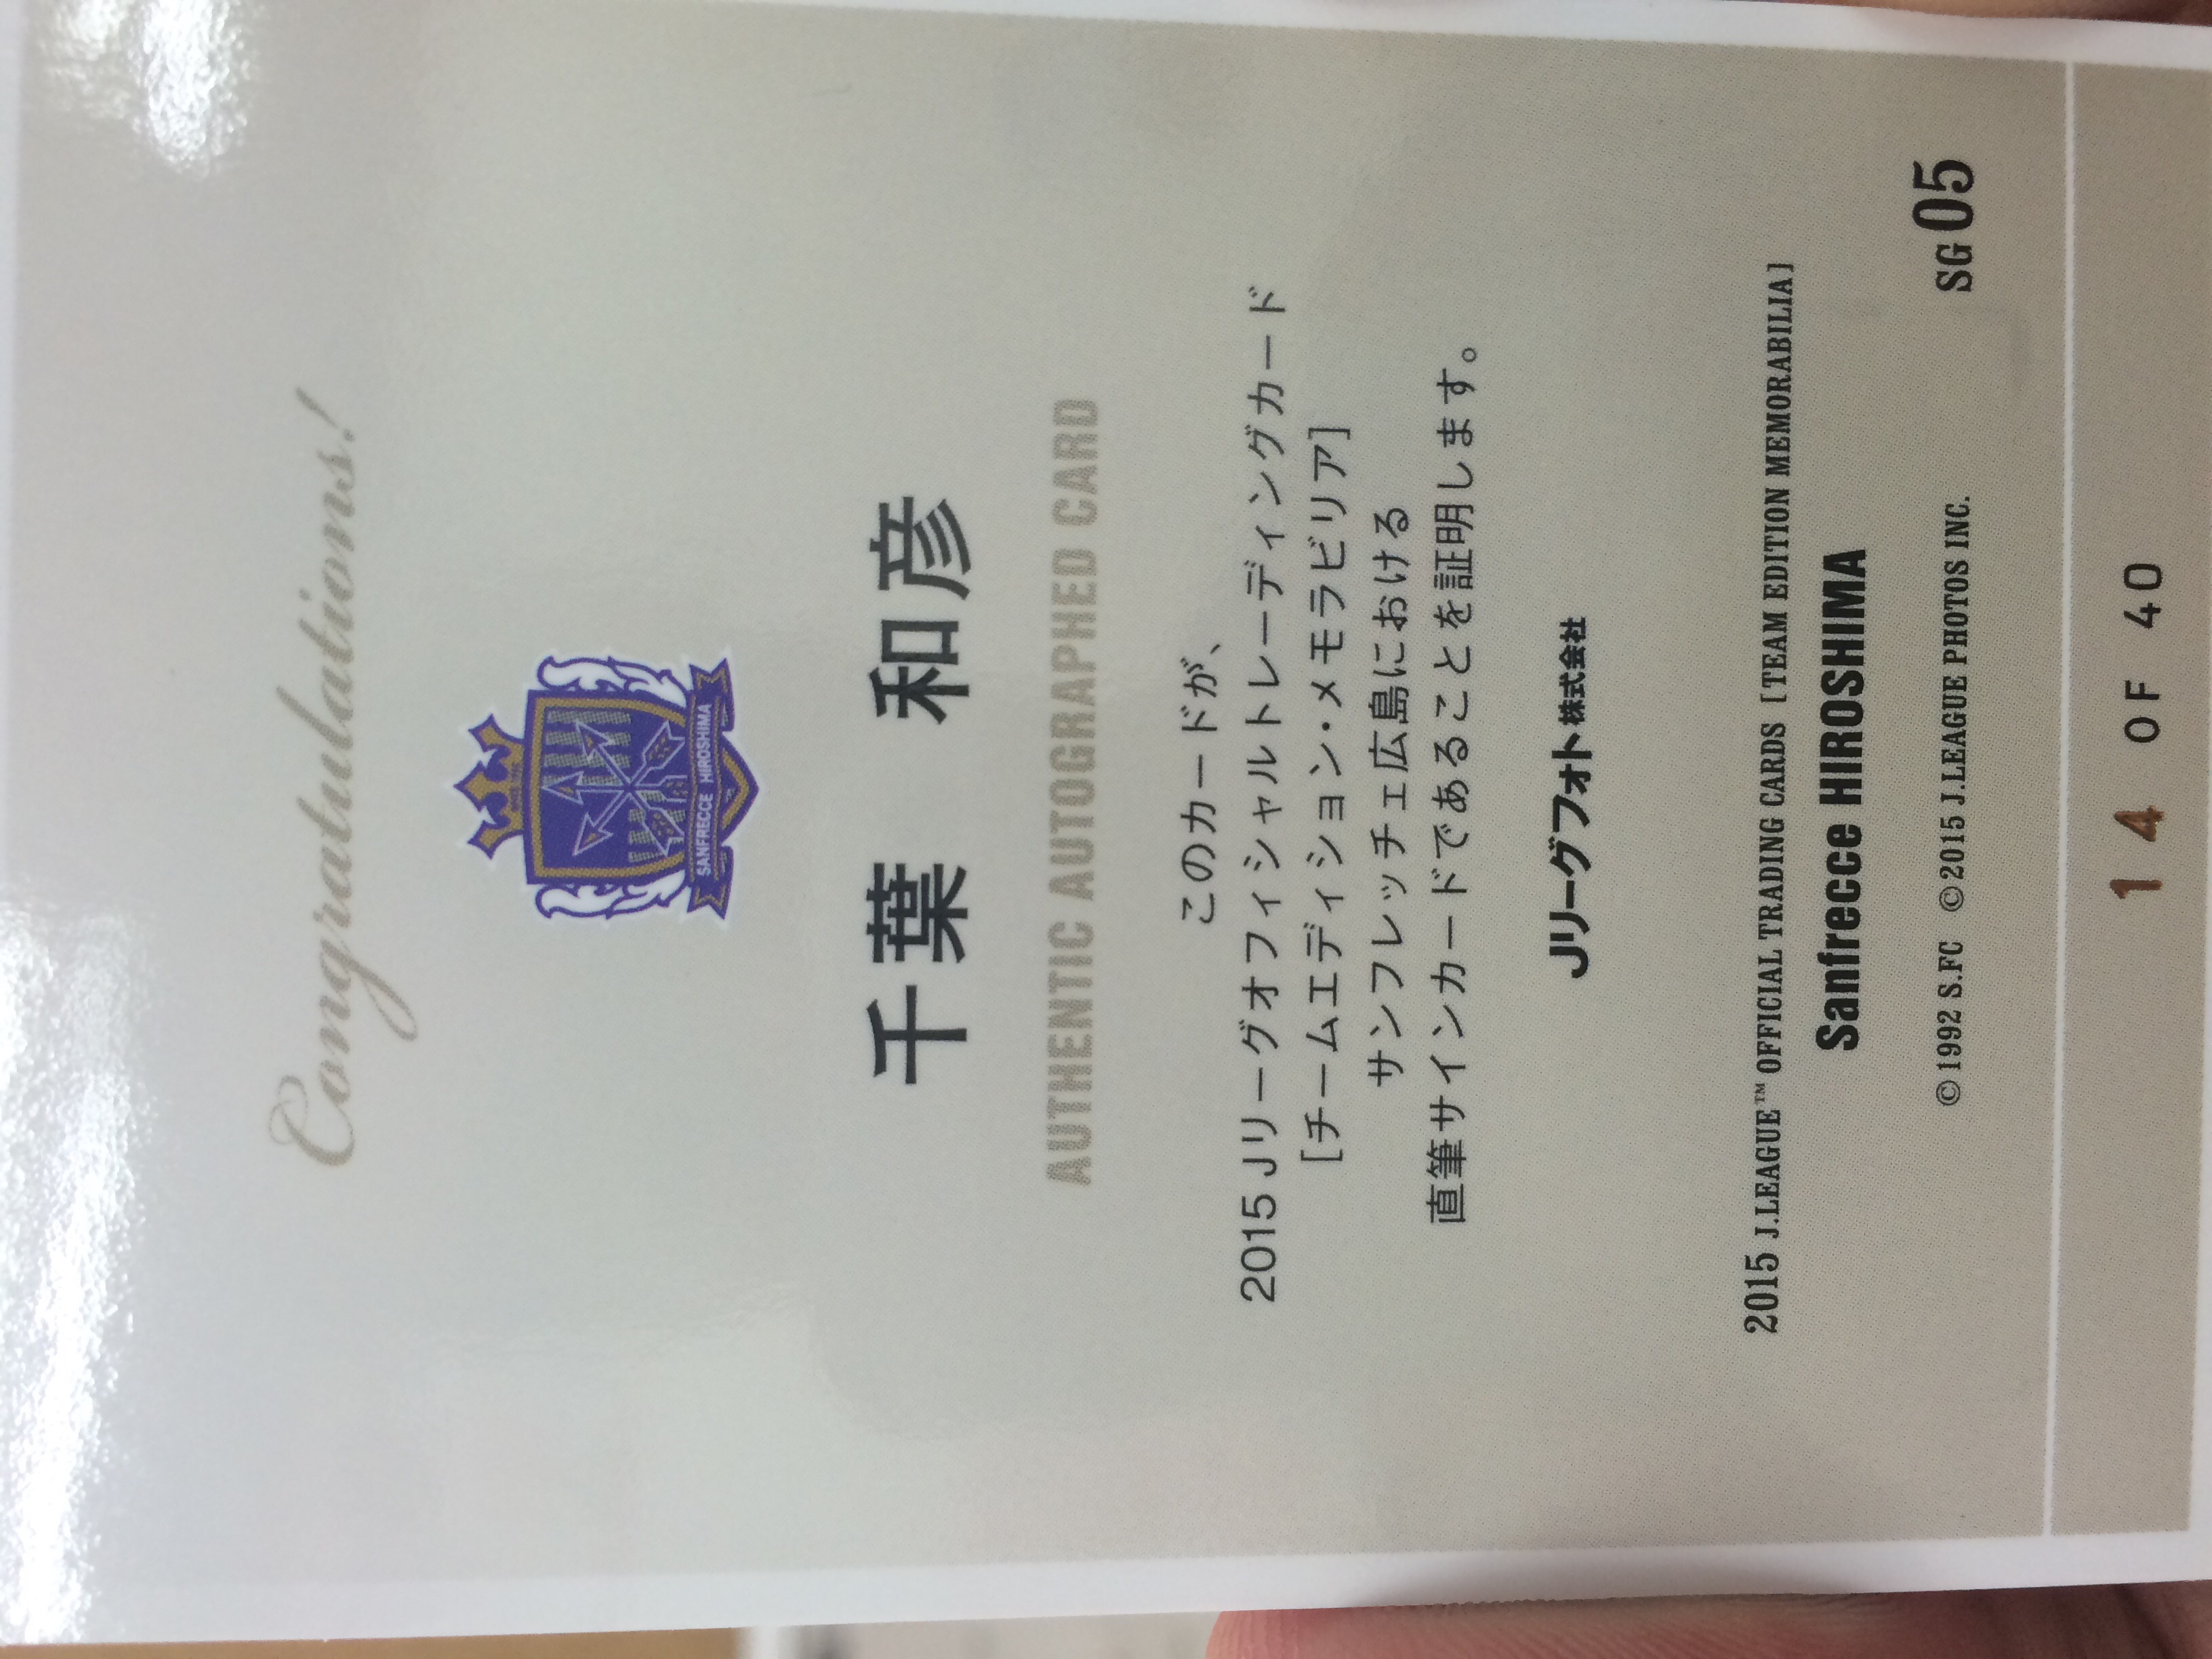 Congratulations!
SANFRECCE HIROSHIMA
千葉 和彦
AUTHENTIC AUTOGRAPHED CARD
このカードが、
2015 Jリーグオフィシャルトレーディングカード
[チームエディション・メモラビリア]
サンフレッチェ広島における
直筆サインカードであることを証明します。
Jリーグフォト株式会社
2015 J.LEAGUE™ OFFICIAL TRADING CARDS [TEAM EDITION MEMORABILIA]
Sanfrecce HIROSHIMA
©1992 S.FC ©2015 J.LEAGUE PHOTOS INC.
SG 05
14 OF 40